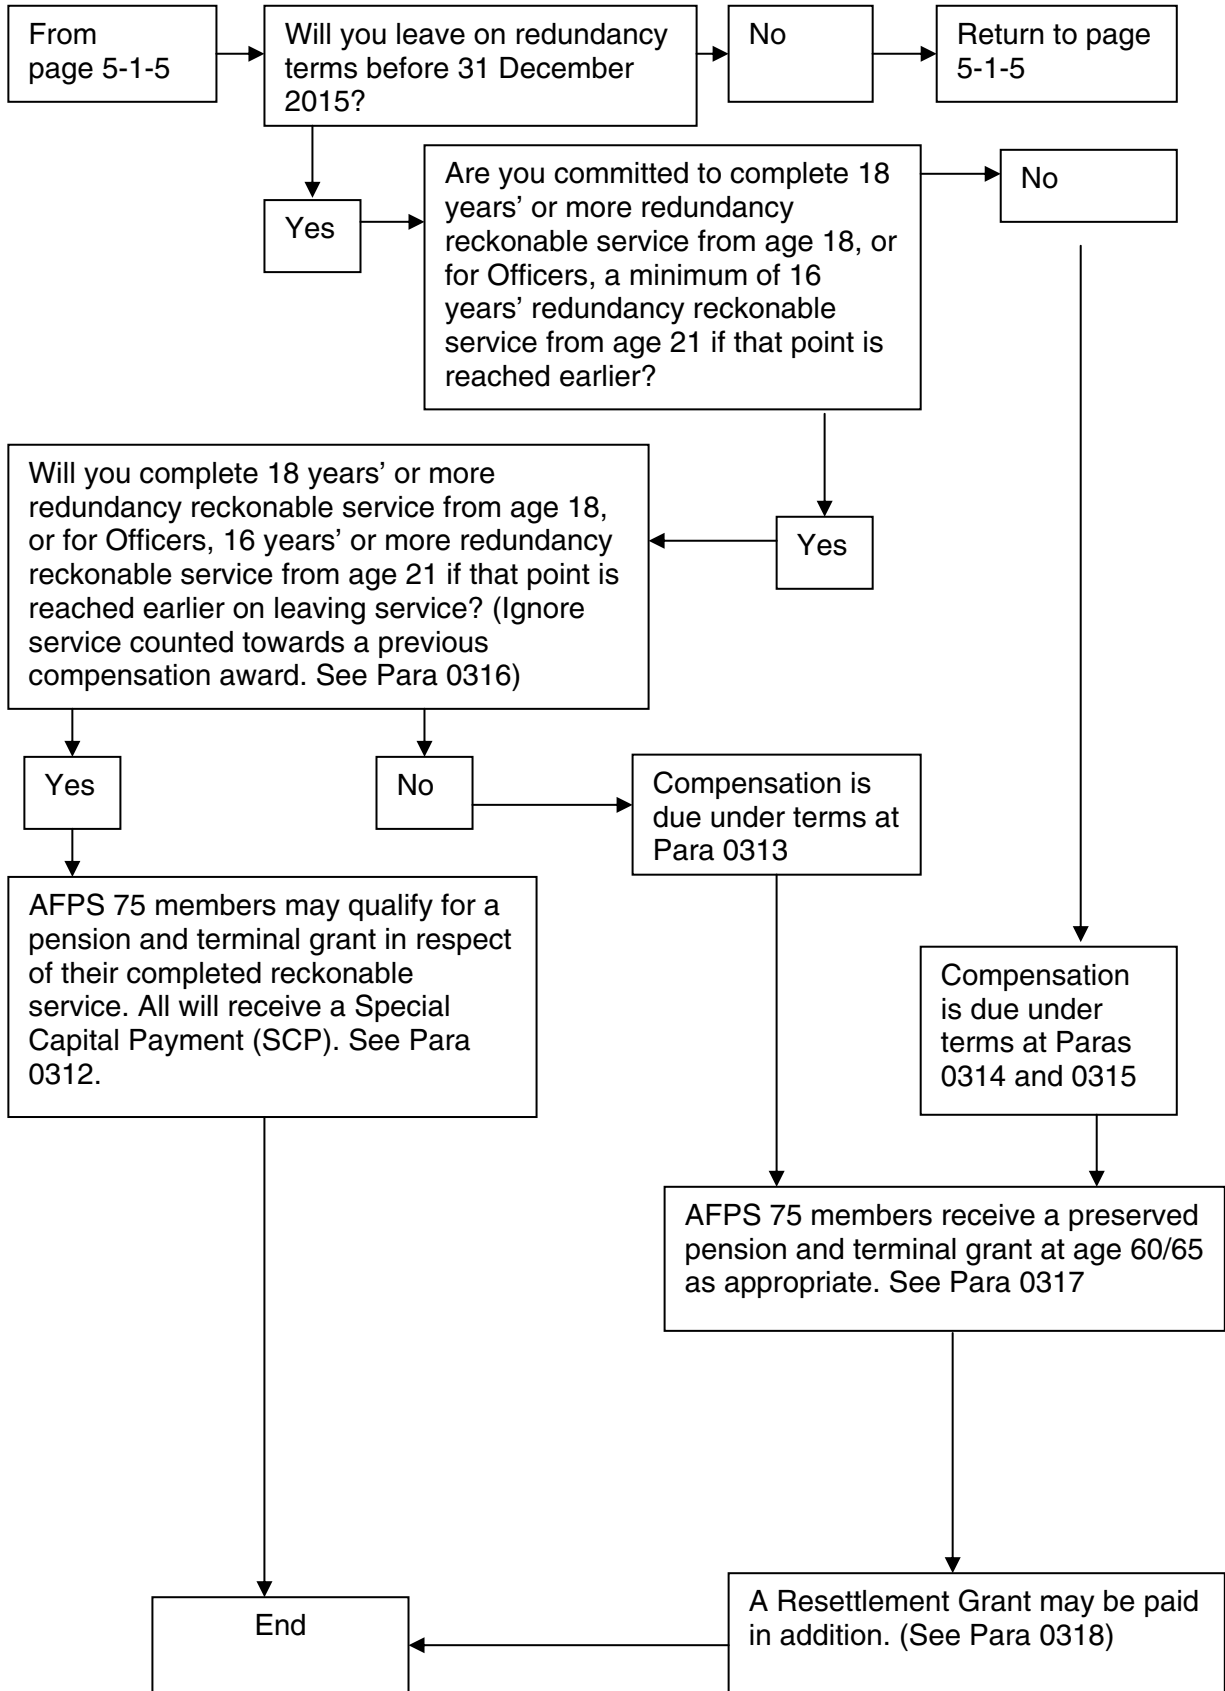 From
page 5-1-5
Will you leave on redundancy
terms before 31 December
2015?
No
Return to page
5-1-5
Are you committed to complete 18
years’ or more redundancy
reckonable service from age 18, or
for Officers, a minimum of 16
years’ redundancy reckonable
service from age 21 if that point is
reached earlier?
No
Yes
Will you complete 18 years’ or more
redundancy reckonable service from age 18,
or for Officers, 16 years’ or more redundancy
reckonable service from age 21 if that point is
reached earlier on leaving service? (Ignore
service counted towards a previous
compensation award. See Para 0316)
Yes
Yes
No
Compensation is
due under terms at
Para 0313
AFPS 75 members may qualify for a
pension and terminal grant in respect
of their completed reckonable
service. All will receive a Special
Capital Payment (SCP). See Para
0312.
Compensation
is due under
terms at Paras
0314 and 0315
AFPS 75 members receive a preserved
pension and terminal grant at age 60/65
as appropriate. See Para 0317
A Resettlement Grant may be paid
in addition. (See Para 0318)
End